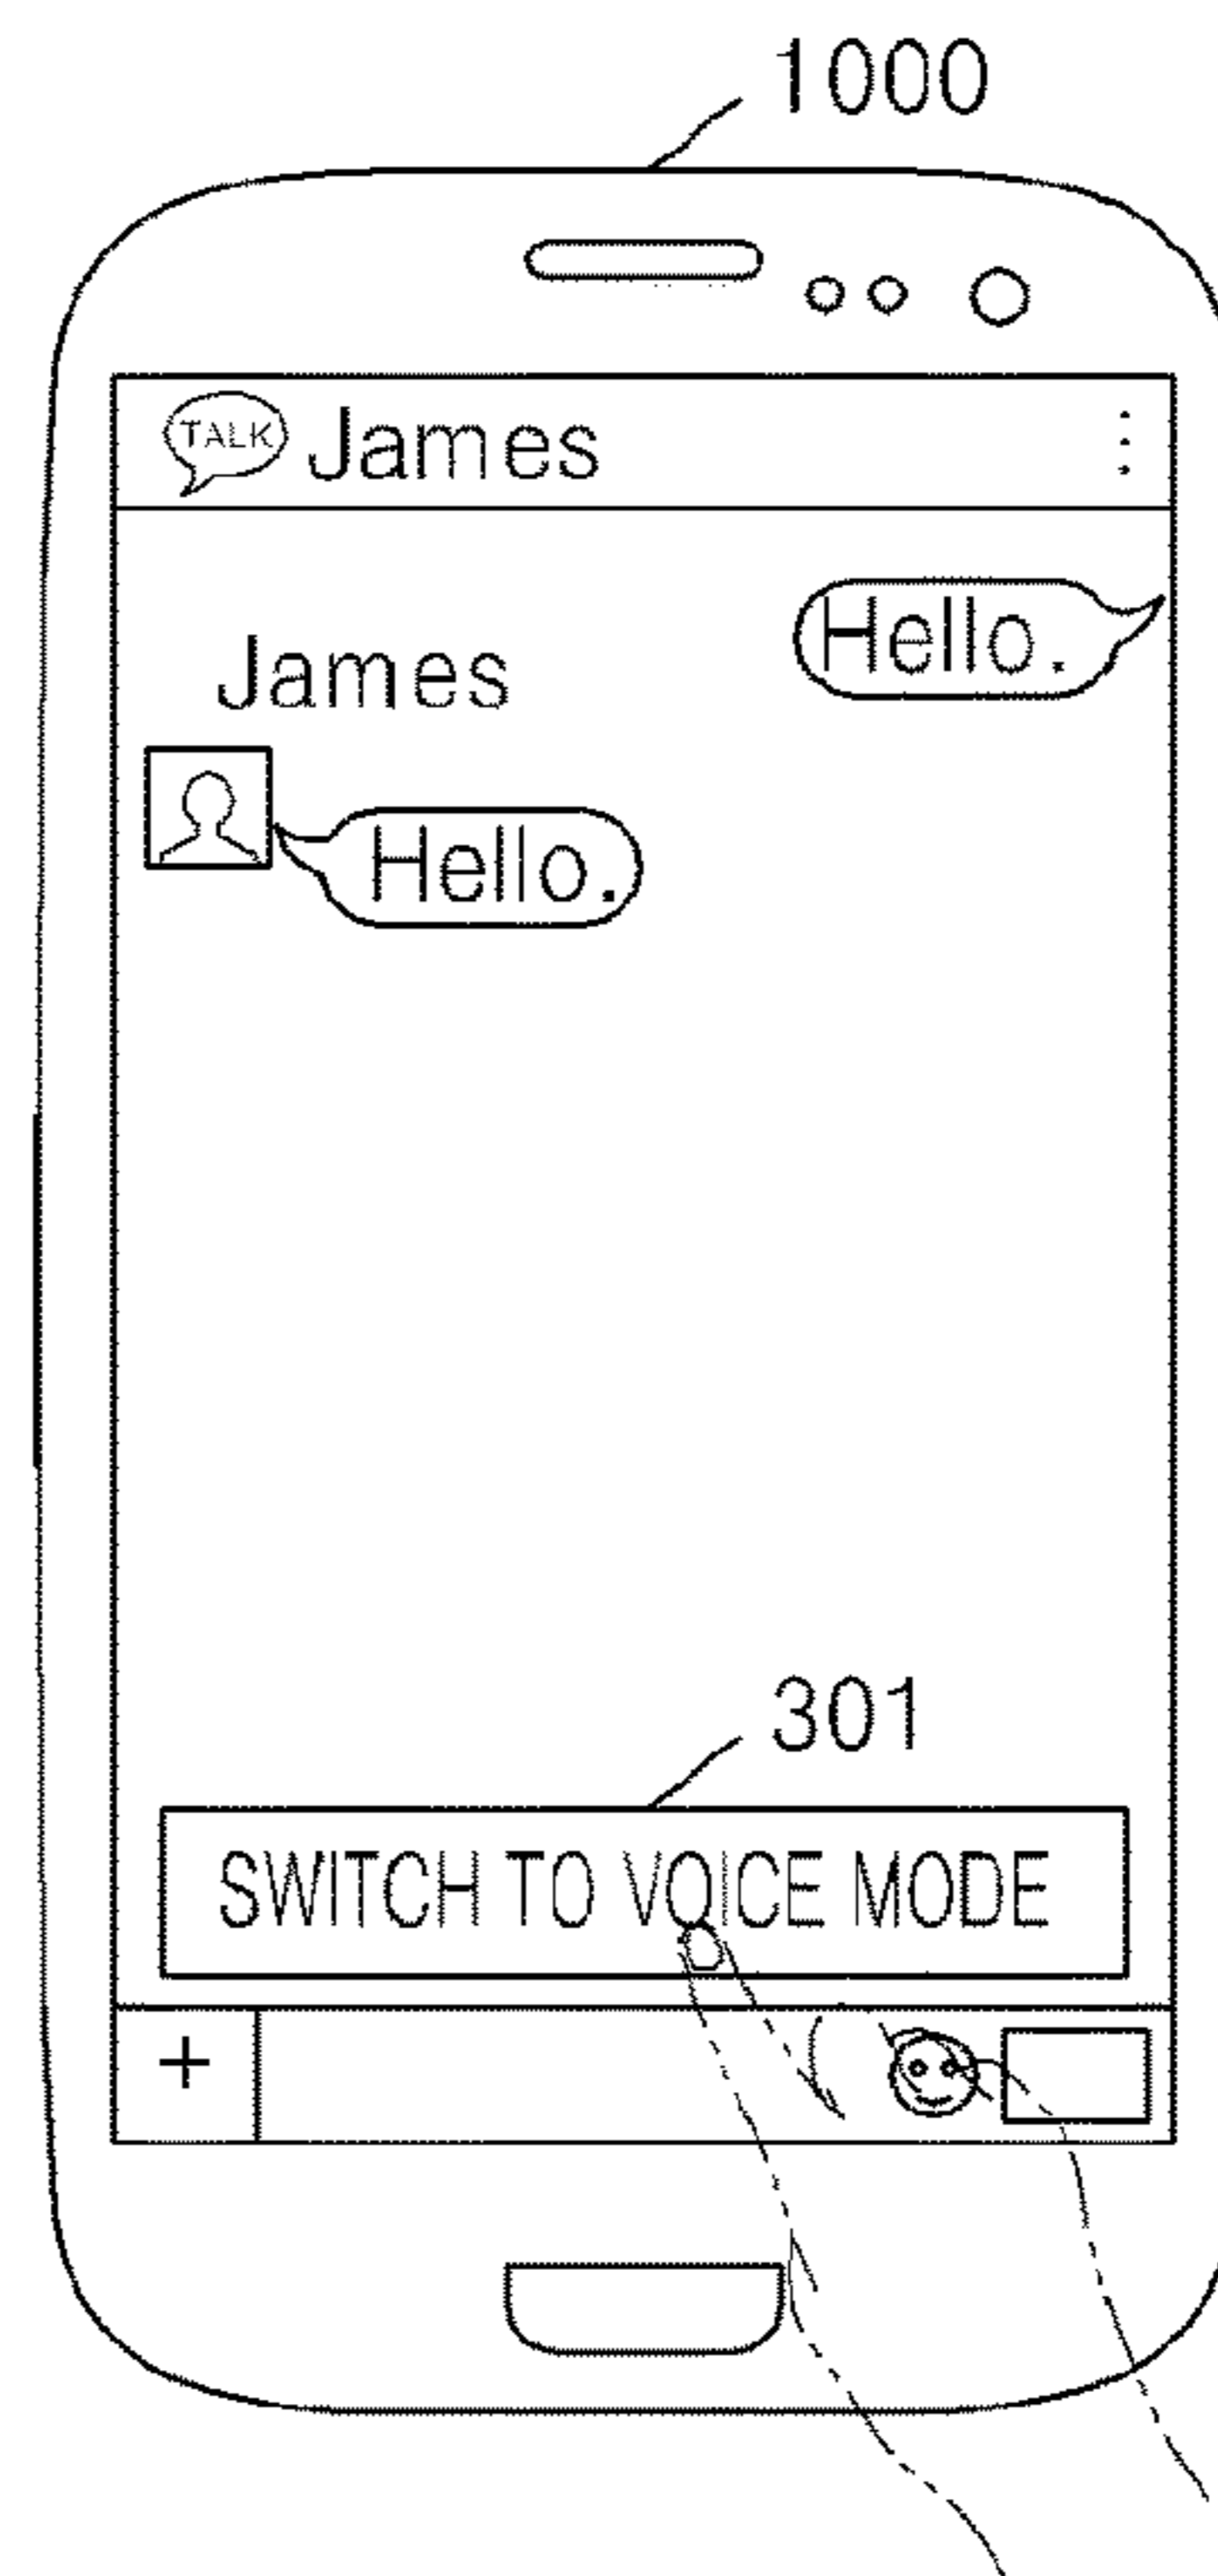 1000
TALK James
Hello.
James
Hello.
301
SWITCH TO VOICE MODE
+